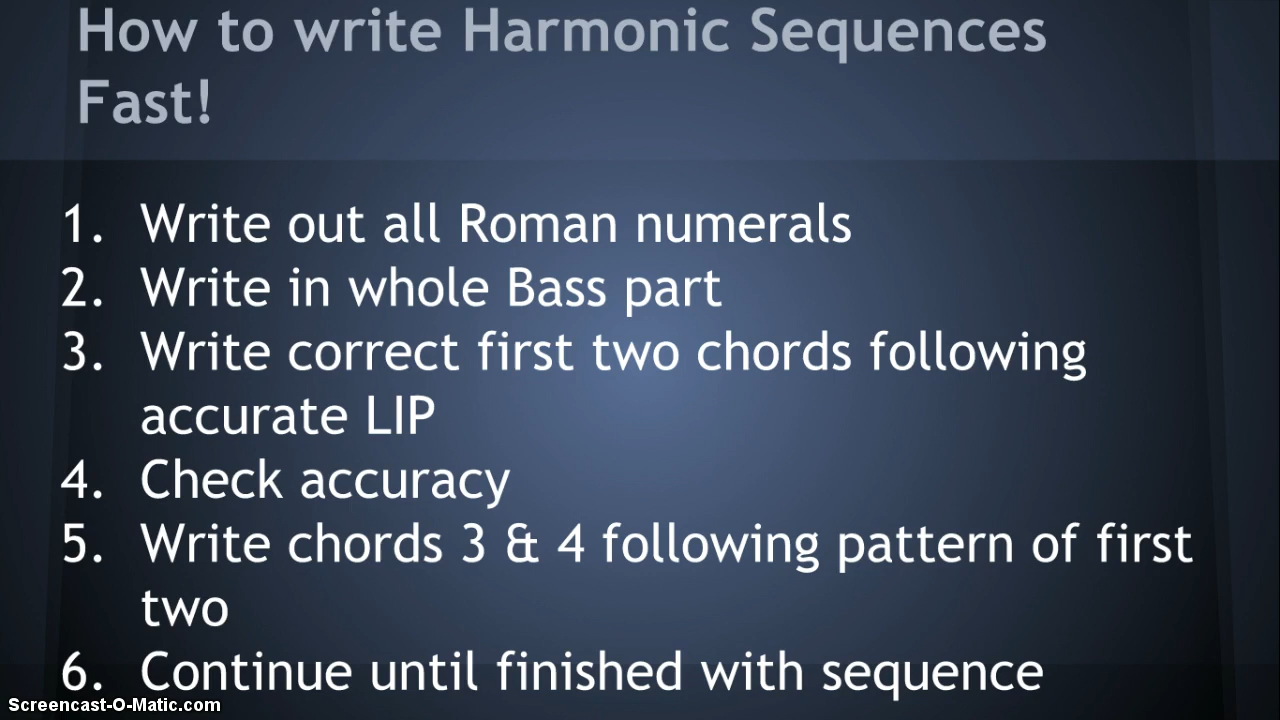 How to write Harmonic Sequences
Fast!
1. Write out all Roman numerals
2. Write in whole Bass part
3. Write correct first two chords following
accurate LIP
4. Check accuracy
5. Write chords 3 & 4 following pattern of first
two
6. Continue until finished with sequence
Screencast-O-Matic.com